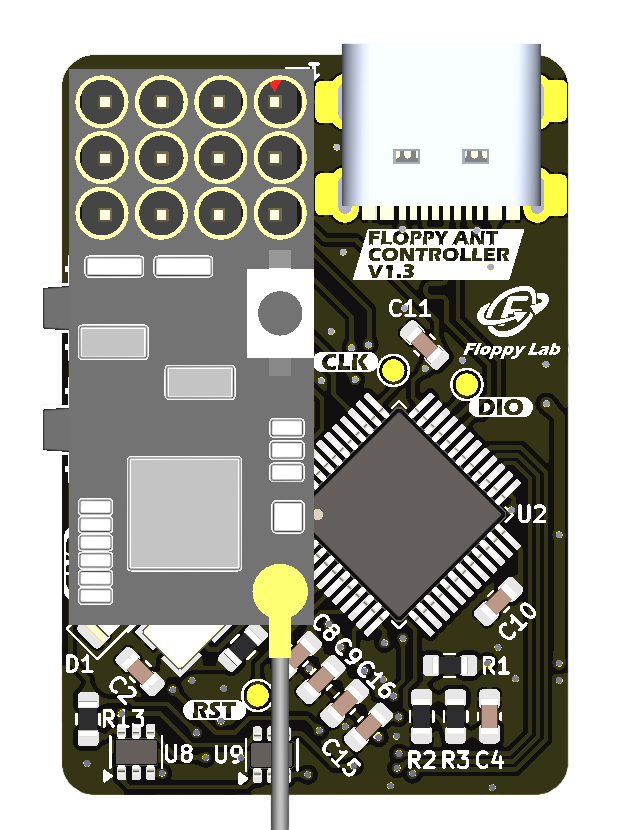 1
FLOPPY ANT
CONTROLLER
V1.3
C11
Floppy Lab
CLK
DIO
U2
C10
C8
C9
C16
D1
C2
R1
RST
R13
U8
U9
C15
R2
R3
C4